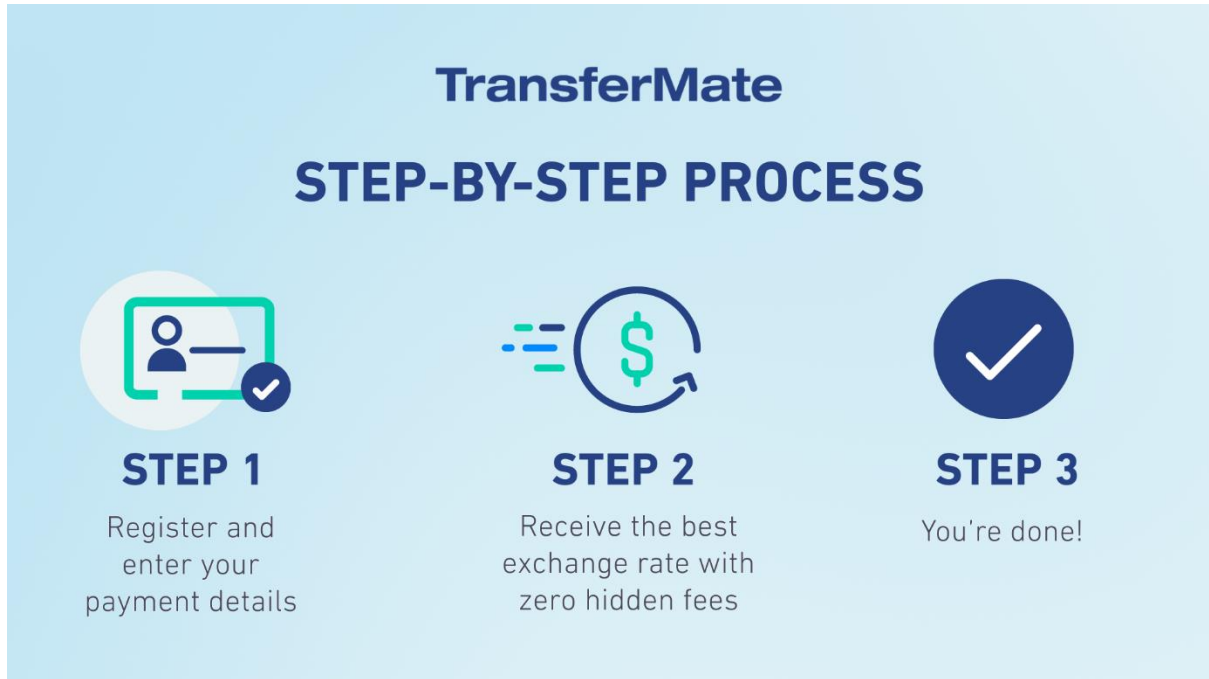 TransferMate
STEP-BY-STEP PROCESS
STEP 1
Register and
enter your
payment details
STEP 2
Receive the best
exchange rate with
zero hidden fees
STEP 3
You're done!